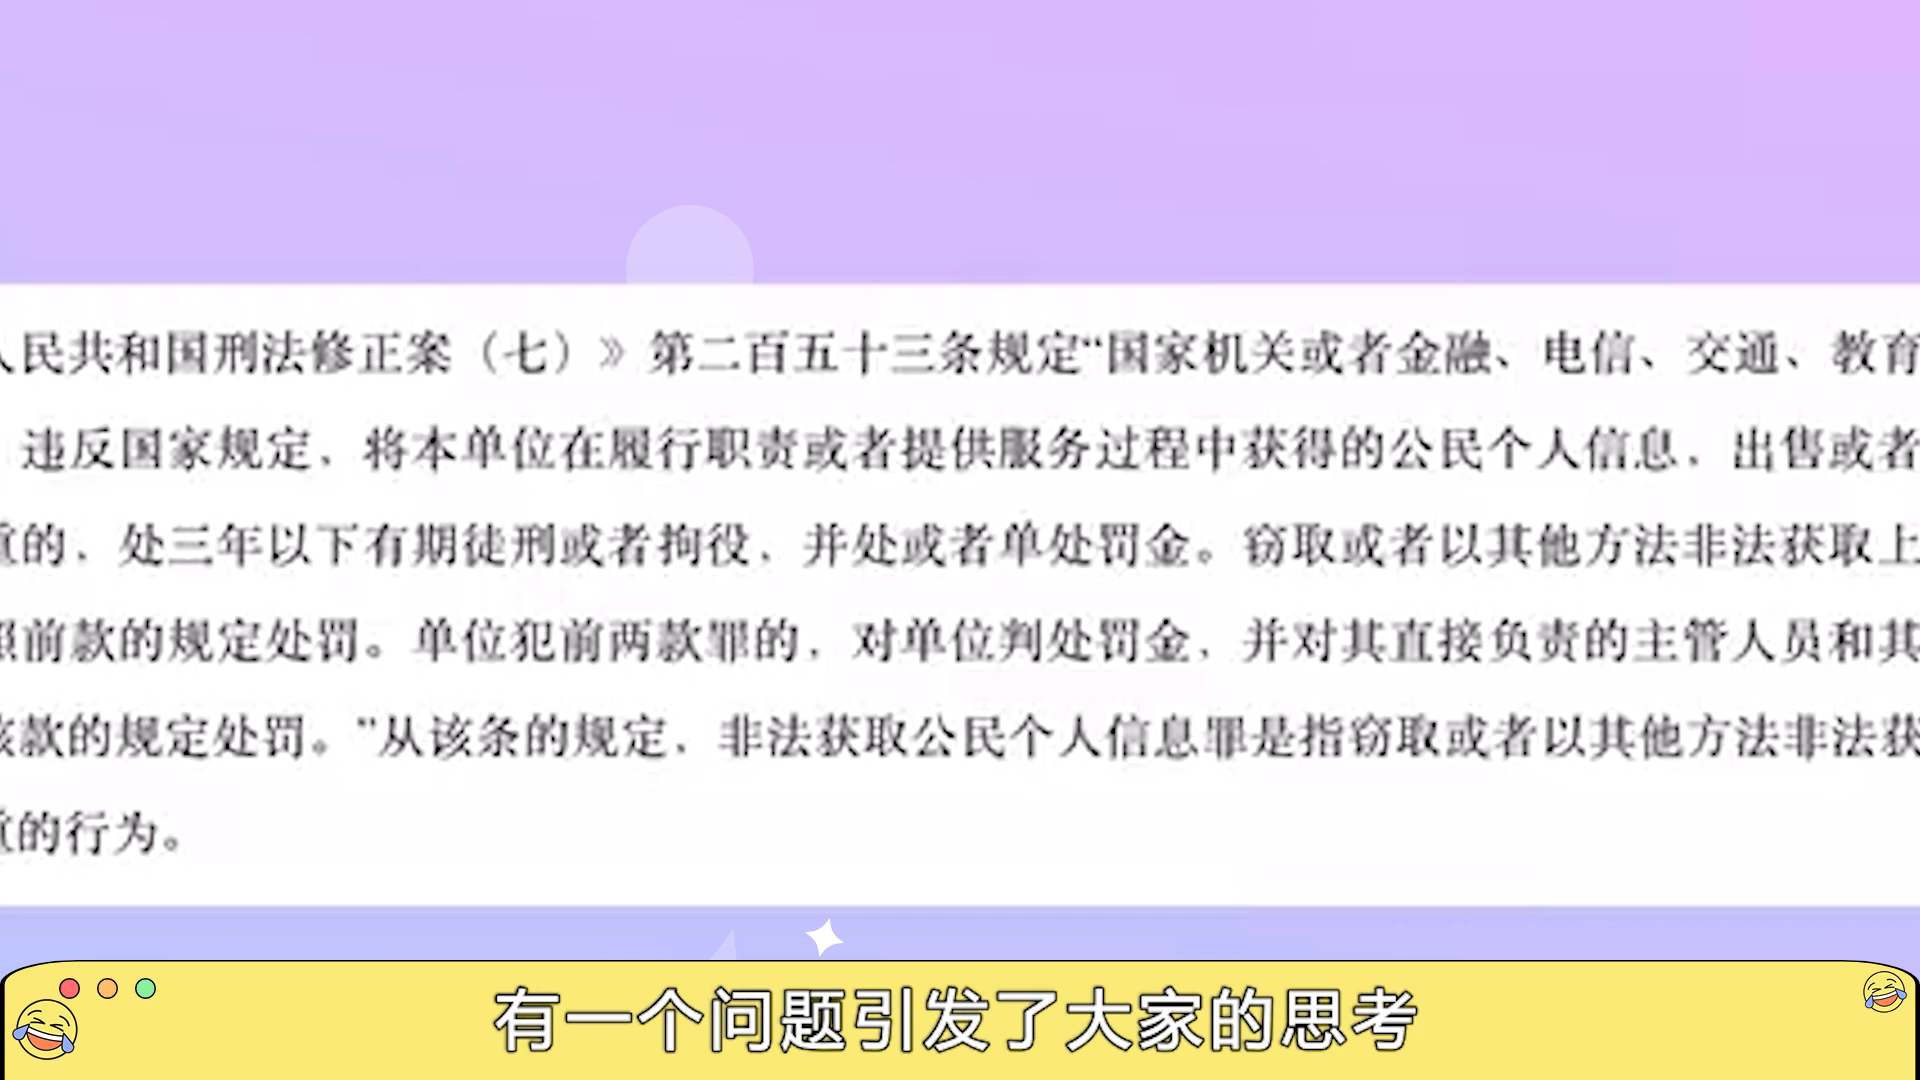 人民共和国刑法修正案（七）》第二百五十三条规定“国家机关或者金融、电信、交通、教育
违反国家规定，将本单位在履行职责或者提供服务过程中获得的公民个人信息，出售或者
的，处三年以下有期徒刑或者拘役，并处或者单处罚金。窃取或者以其他方法非法获取上
照前款的规定处罚。单位犯前两款罪的，对单位判处罚金，并对其直接负责的主管人员和其
该款的规定处罚。”从该条的规定，非法获取公民个人信息罪是指窃取或者以其他方法非法获
的行为。
有一个问题引发了大家的思考